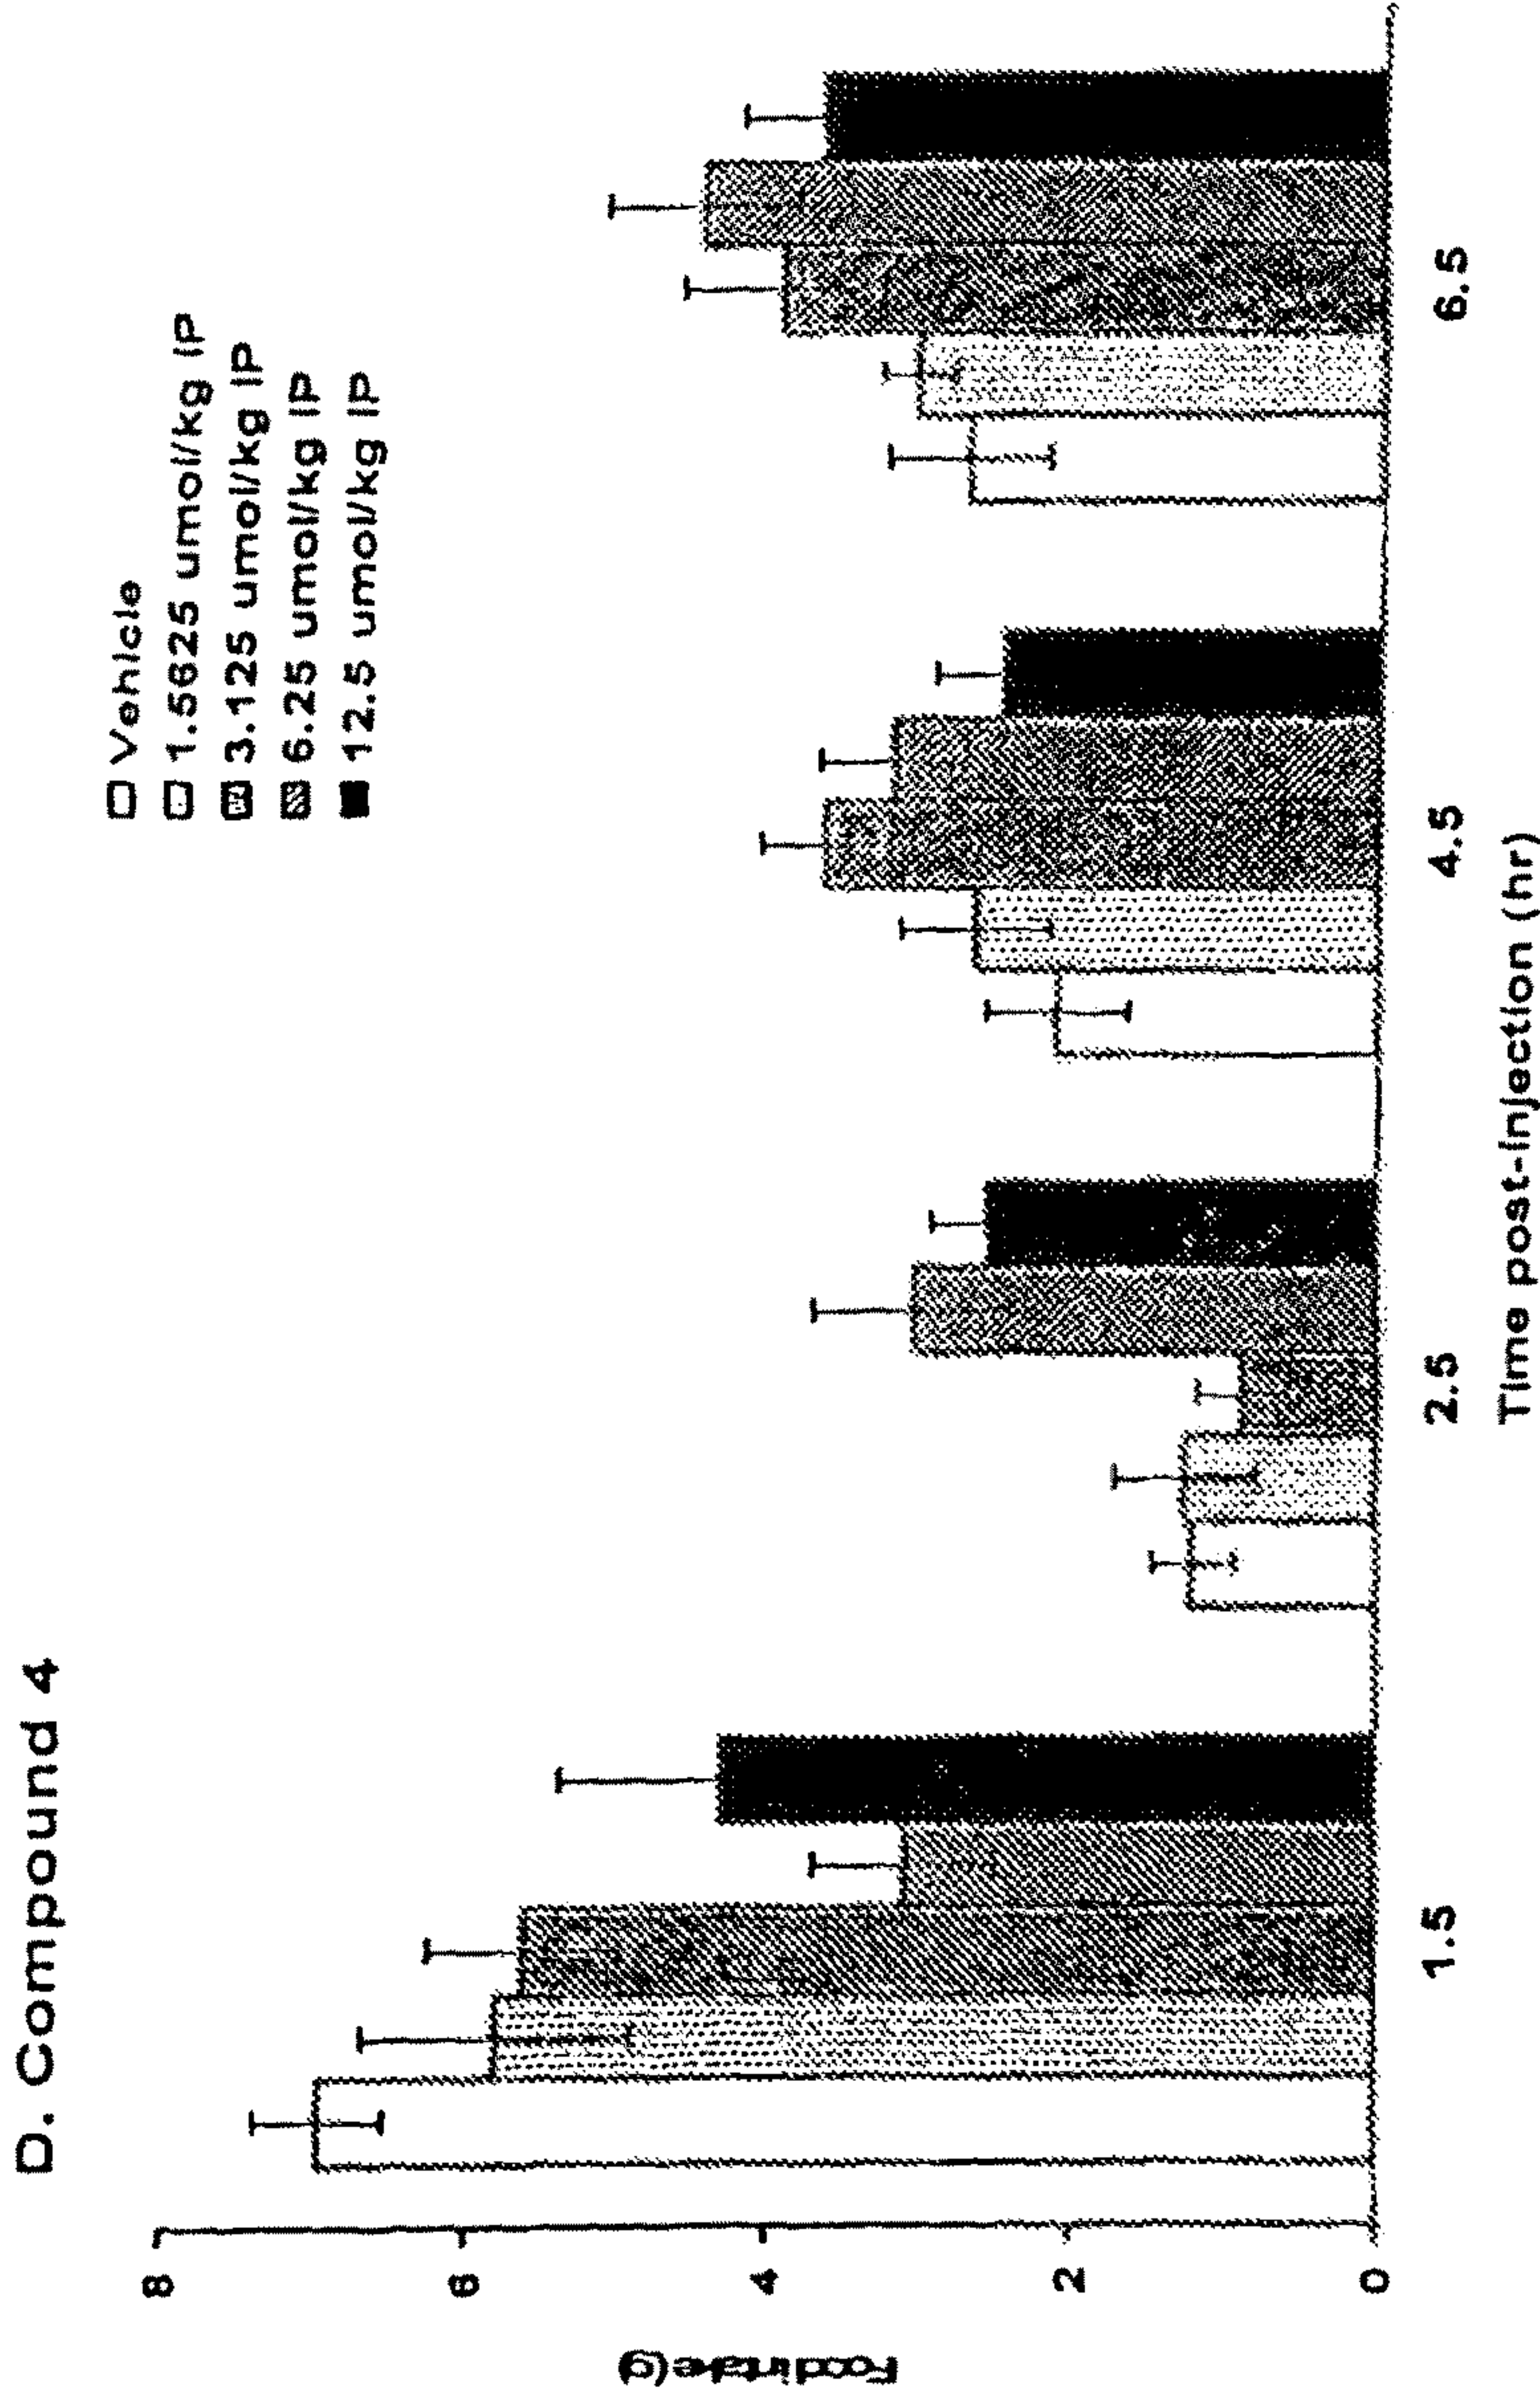 D. Compound 4
Vehicle
1.5625 umol/kg IP
3.125 umol/kg IP
6.25 umol/kg IP
12.5 umol/kg IP
Food intake (g)
8
6
4
2
0
1.5
2.5
4.5
6.5
Time post-injection (hr)